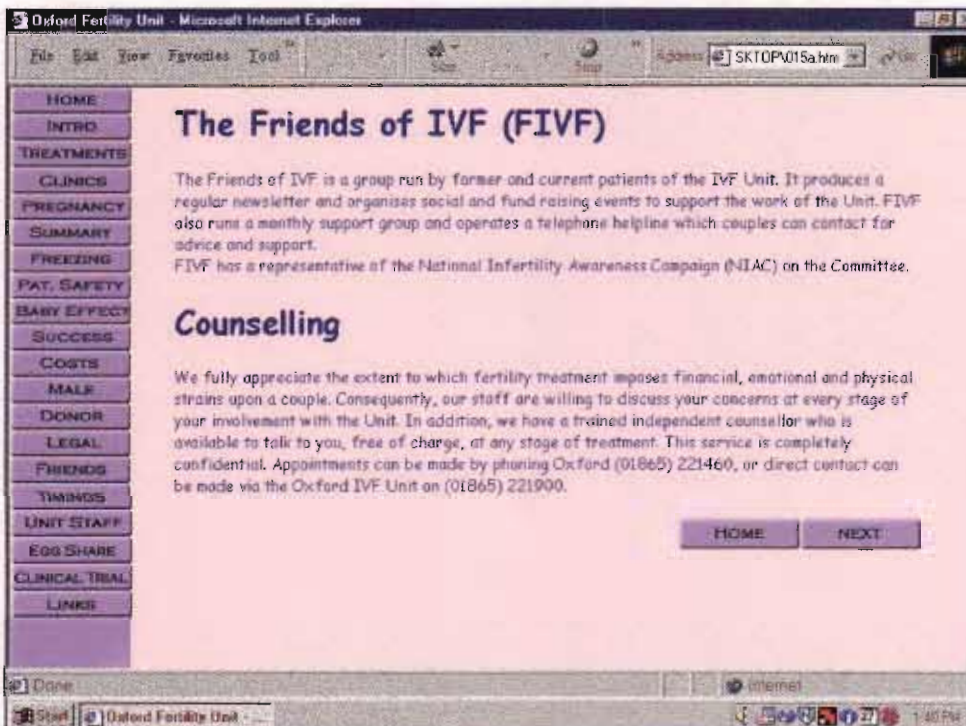 Oxford Fertility Unit - Microsoft Internet Explorer
File Edit View Favorites Tool
Stop
Address SKTOP\015a.htm
HOME
INTRO
TREATMENTS
CLINICS
PREGNANCY
SUMMARY
FREEZING
PAT. SAFETY
BABY EFFECT
SUCCESS
COSTS
MALE
DONOR
LEGAL
FRIENDS
TIMINGS
UNIT STAFF
EGG SHARE
CLINICAL TRIAL
LINKS
The Friends of IVF (FIVF)
The Friends of IVF is a group run by former and current patients of the IVF Unit. It produces a
regular newsletter and organises social and fund raising events to support the work of the Unit. FIVF
also runs a monthly support group and operates a telephone helpline which couples can contact for
advice and support.
FIVF has a representative of the National Infertility Awareness Campaign (NIAC) on the Committee.
Counselling
We fully appreciate the extent to which fertility treatment imposes financial, emotional and physical
strains upon a couple. Consequently, our staff are willing to discuss your concerns at every stage of
your involvement with the Unit. In addition, we have a trained independent counsellor who is
available to talk to you, free of charge, at any stage of treatment. This service is completely
confidential. Appointments can be made by phoning Oxford (01865) 221460, or direct contact can
be made via the Oxford IVF Unit on (01865) 221900.
HOME NEXT
Done
Internet
Start Oxford Fertility Unit - ...
27
1:40 PM